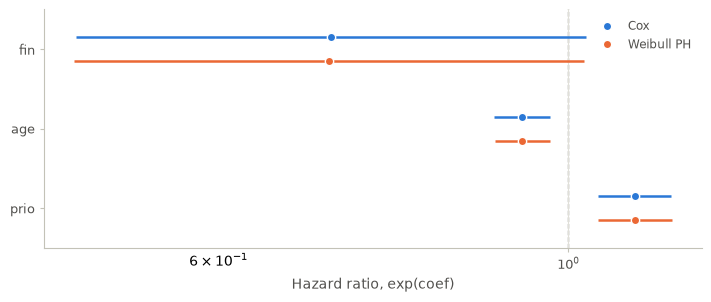 Cox
Weibull PH
fin
age
prio
6 × 10⁻¹
10⁰
Hazard ratio, exp(coef)